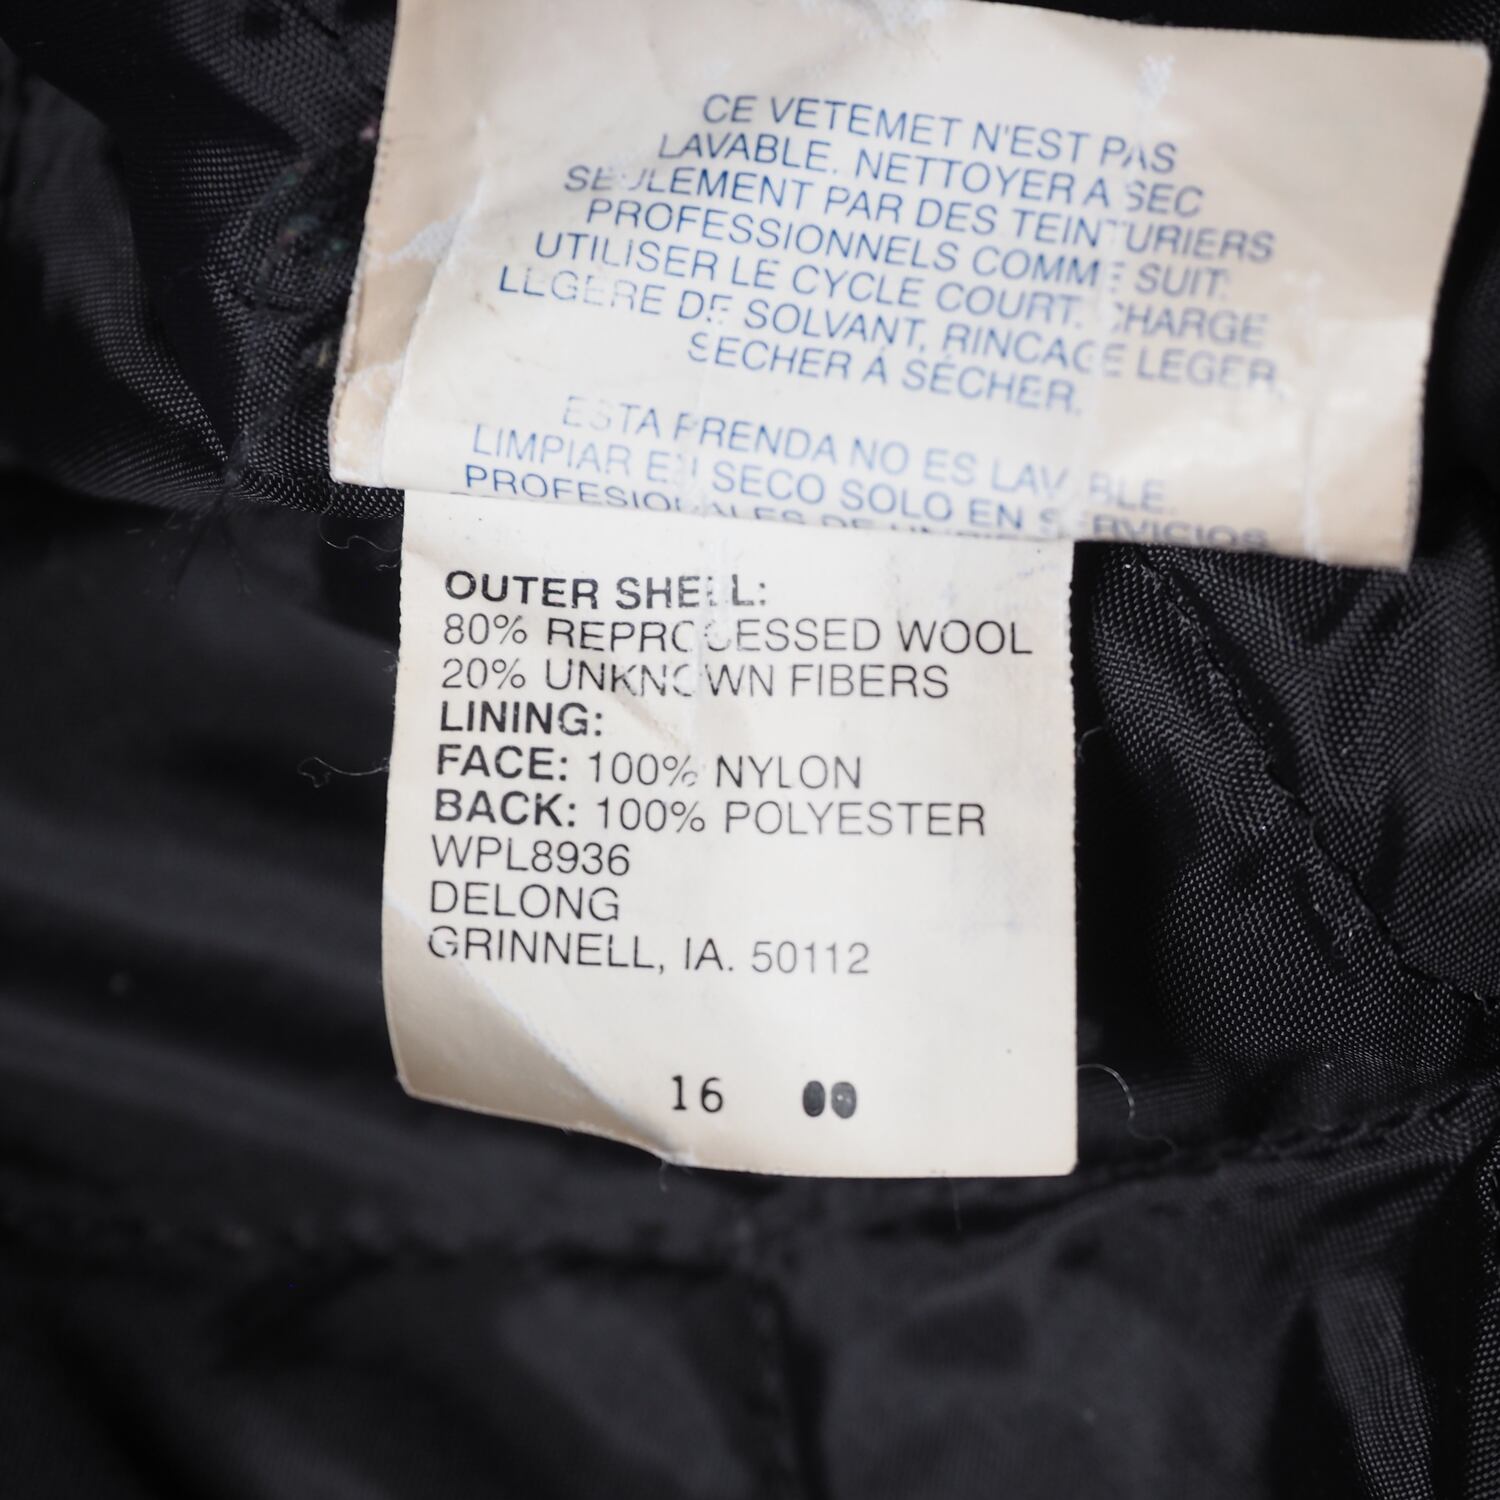 CE VETEMET N'EST PAS
LAVABLE. NETTOYER A SEC
SEULEMENT PAR DES TEINTURIERS
PROFESSIONNELS COMME SUIT:
UTILISER LE CYCLE COURT. CHARGE
LEGERE DE SOLVANT, RINCAGE LEGER,
SECHER Á SÉCHER.
ESTA PRENDA NO ES LAVABLE.
LIMPIAR EN SECO SOLO EN SERVICIOS
PROFESIONALES DE
OUTER SHELL:
80% REPROCESSED WOOL
20% UNKNOWN FIBERS
LINING:
FACE: 100% NYLON
BACK: 100% POLYESTER
WPL8936
DELONG
GRINNELL, IA. 50112
16 00